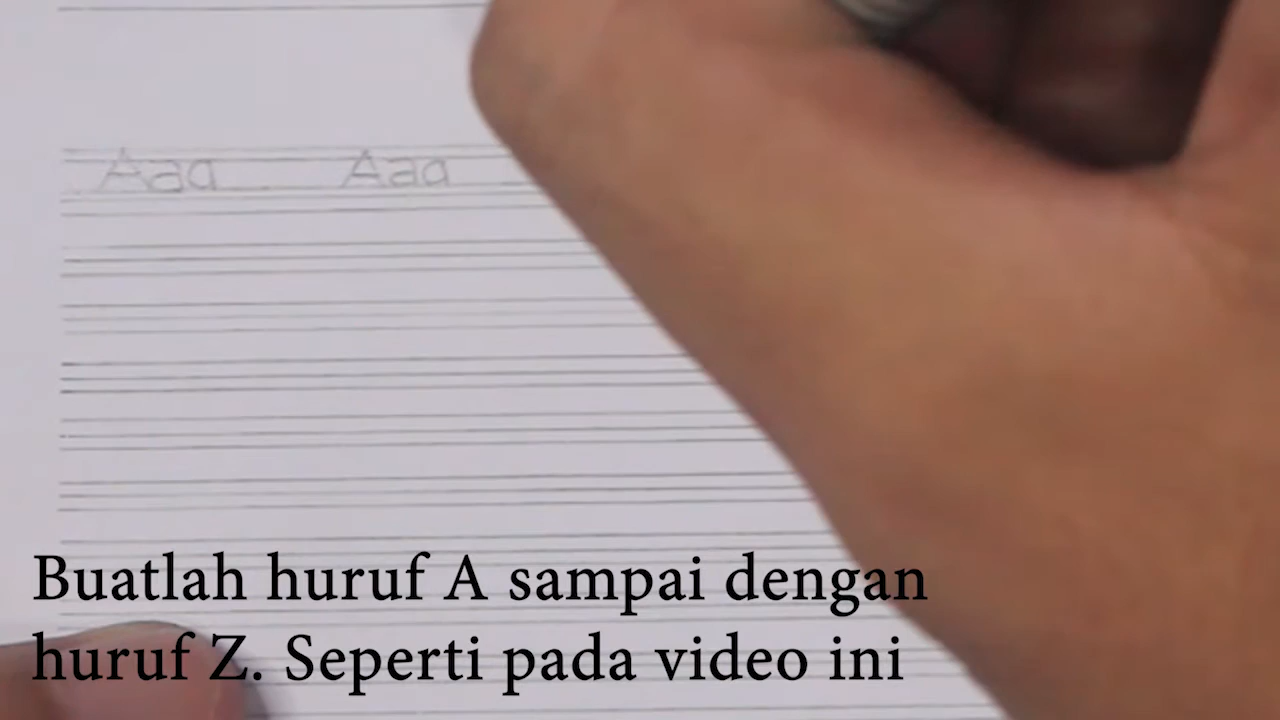 Aaa Aaa
Buatlah huruf A sampai dengan
huruf Z. Seperti pada video ini